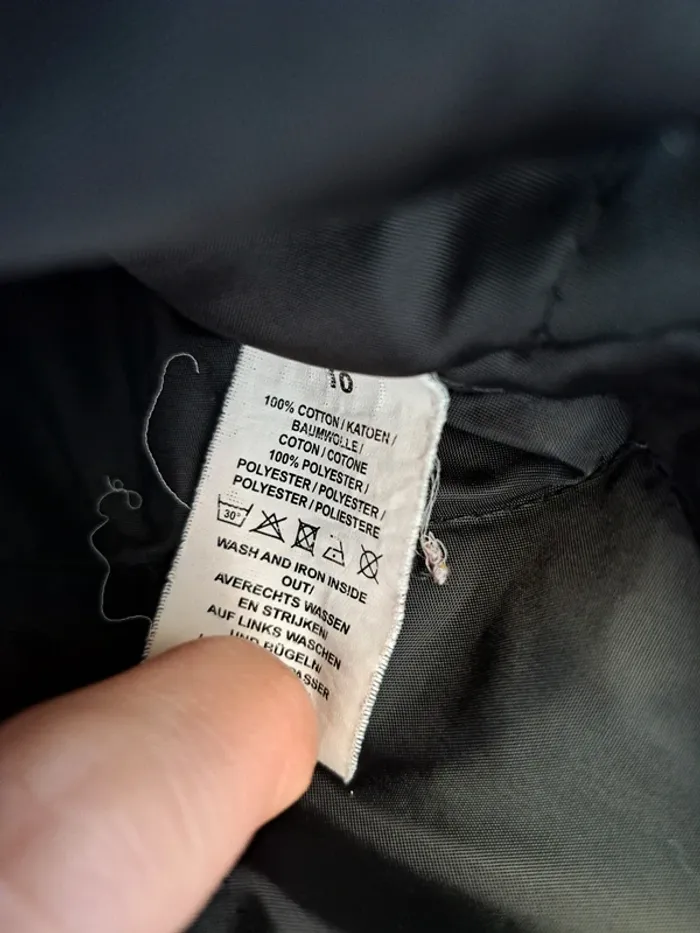 10
100% COTTON / KATOEN /
BAUMWOLLE /
COTON / COTONE
100% POLYESTER /
POLYESTER / POLYESTER /
POLYESTER / POLIESTERE
30°
WASH AND IRON INSIDE
OUT/
AVERECHTS WASSEN
EN STRIJKEN/
AUF LINKS WASCHEN
UND BÜGELN/